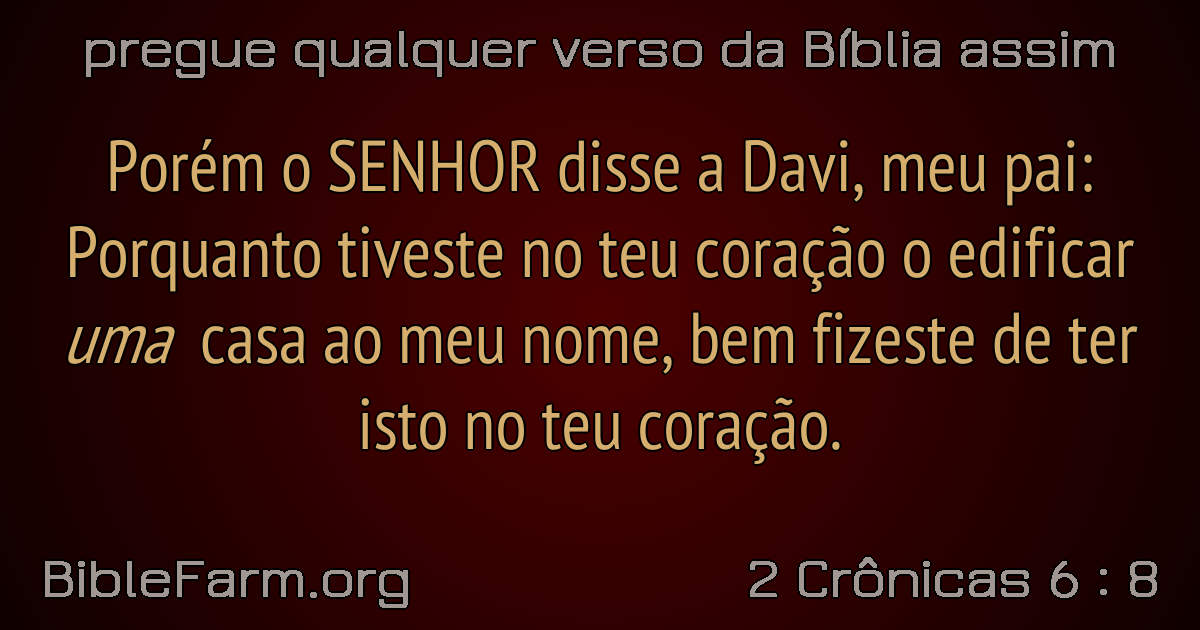 pregue qualquer verso da Bíblia assim
Porém o SENHOR disse a Davi, meu pai:
Porquanto tiveste no teu coração o edificar
uma casa ao meu nome, bem fizeste de ter
isto no teu coração.
BibleFarm.org
2 Crônicas 6 : 8